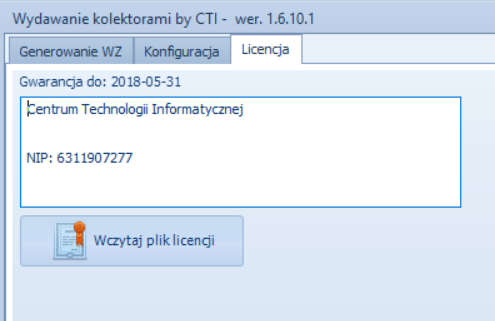 Wydawanie kolektorami by CTI - wer. 1.6.10.1
Generowanie WZ Konfiguracja Licencja
Gwarancja do: 2018-05-31
Centrum Technologii Informatycznej
NIP: 6311907277
Wczytaj plik licencji